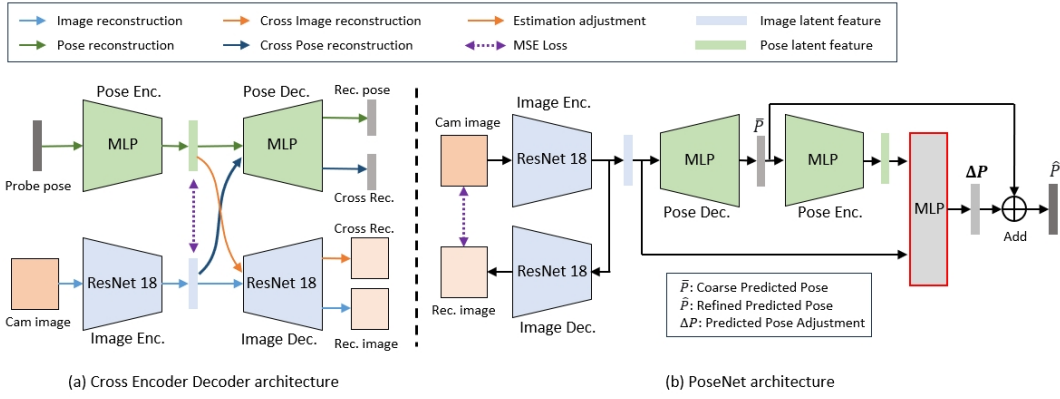 Image reconstruction
Cross Image reconstruction
Estimation adjustment
Image latent feature
Pose reconstruction
Cross Pose reconstruction
MSE Loss
Pose latent feature
Pose Enc.
Pose Dec.
Rec. pose
MLP
MLP
Probe pose
Cross Rec.
Cross Rec.
ResNet 18
ResNet 18
Cam image
Image Enc.
Image Dec.
Rec. image
(a) Cross Encoder Decoder architecture
Image Enc.
Cam image
ResNet 18
MLP
P̅
MLP
Pose Dec.
Pose Enc.
MLP
ΔP
P̂
Add
ResNet 18
Rec. image
Image Dec.
P̅: Coarse Predicted Pose
P̂: Refined Predicted Pose
ΔP: Predicted Pose Adjustment
(b) PoseNet architecture